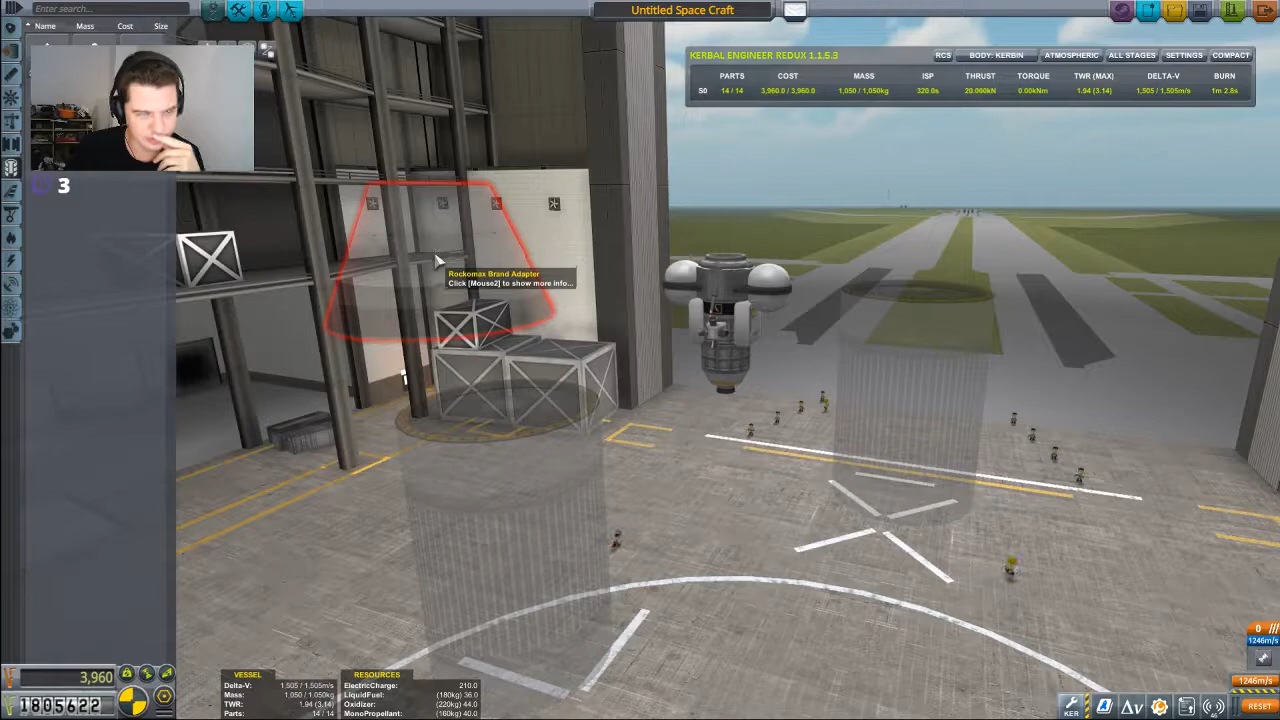 Enter search...
Untitled Space Craft
Name Mass Cost Size
3
KERBAL ENGINEER REDUX 1.1.5.3
RCS
BODY: KERBIN
ATMOSPHERIC
ALL STAGES
SETTINGS
COMPACT
PARTS COST MASS ISP THRUST TORQUE TWR (MAX) DELTA-V BURN
S0 14 / 14 3,960.0 / 3,960.0 1,050 / 1,050kg 320.0s 20.000kN 0.00kNm 1.94 (3.14) 1,505 / 1,505m/s 1m 2.8s
Rockomax Brand Adapter
Click [Mouse2] to show more info...
3,960
1805622
VESSEL
Delta-V: 1,505 / 1,505m/s
Mass: 1,050 / 1,050kg
TWR: 1.94 (3.14)
Parts: 14 / 14
RESOURCES
ElectricCharge: 210.0
LiquidFuel: (180kg) 36.0
Oxidizer: (220kg) 44.0
MonoPropellant: (160kg) 40.0
0
1246m/s
1246m/s
KER
Δv
RESET